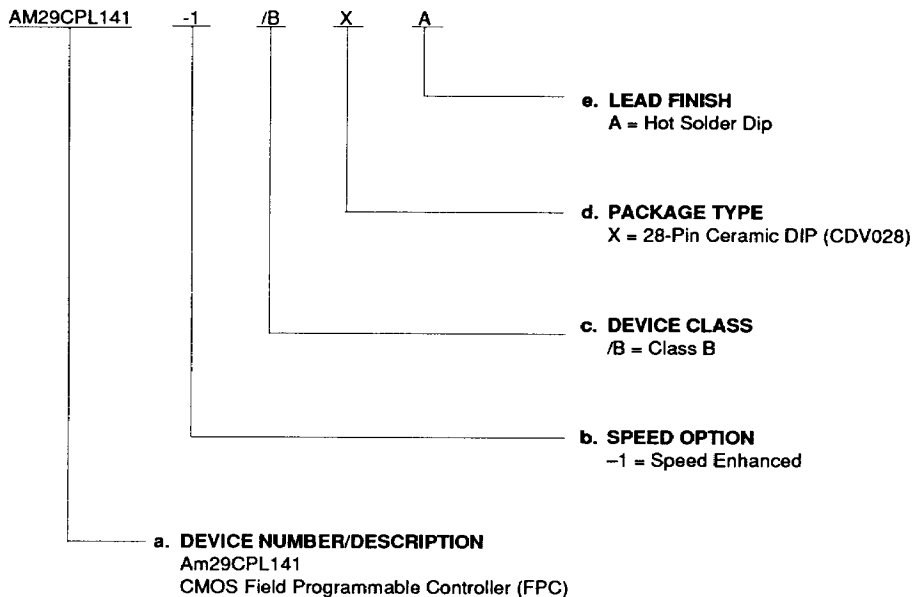 AM29CPL141 -1 /B X A
e. LEAD FINISH
A = Hot Solder Dip
d. PACKAGE TYPE
X = 28-Pin Ceramic DIP (CDV028)
c. DEVICE CLASS
/B = Class B
b. SPEED OPTION
–1 = Speed Enhanced
a. DEVICE NUMBER/DESCRIPTION
Am29CPL141
CMOS Field Programmable Controller (FPC)